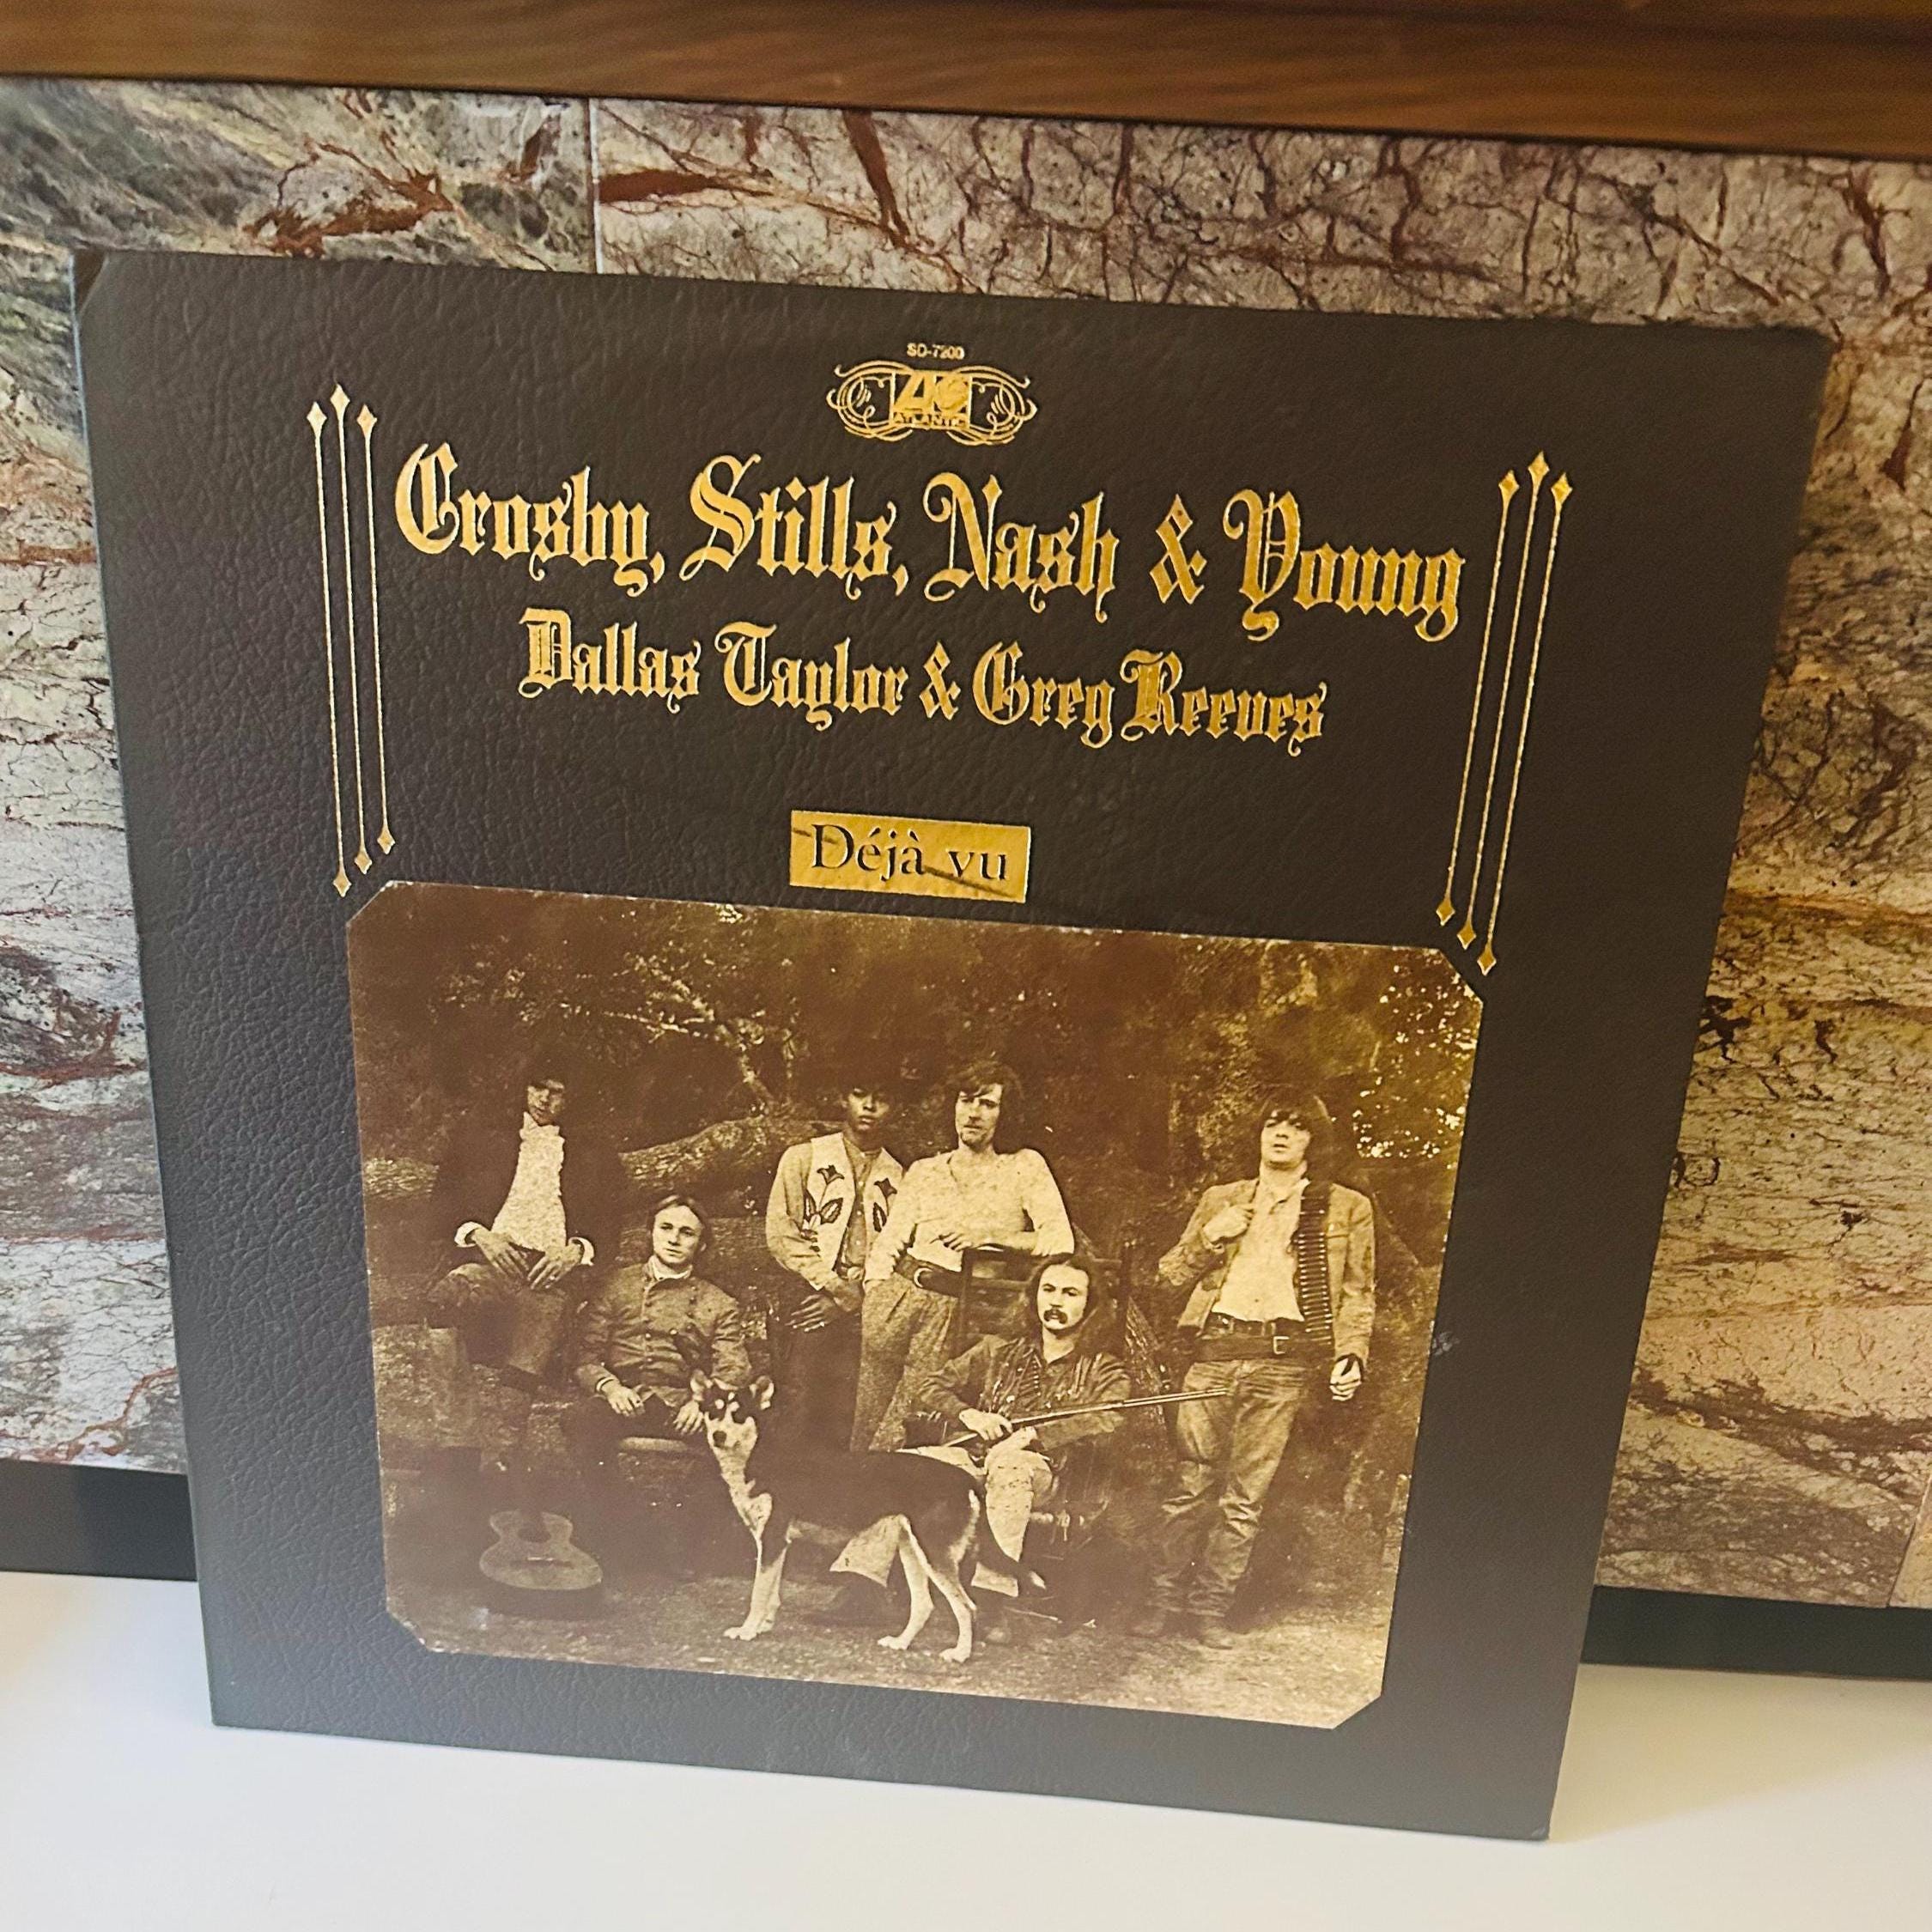 SD-7200
ATLANTIC
Crosby, Stills, Nash & Young
Dallas Taylor & Greg Reeves
Déjà vu